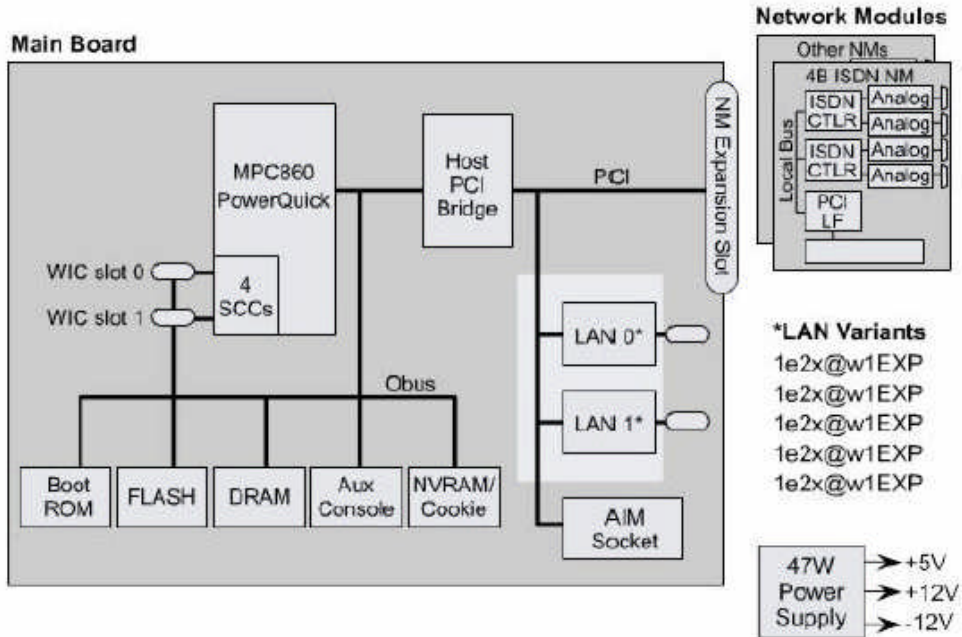 Network Modules
Main Board
Other NMs
4B ISDN NM
ISDN
CTLR
Analog
Analog
ISDN
CTLR
Analog
Analog
Local Bus
PCI
LF
NM Expansion Slot
MPC860
PowerQuick
Host
PCI
Bridge
PCI
WIC slot 0
WIC slot 1
4
SCCs
LAN 0*
LAN 1*
Obus
Boot
ROM
FLASH
DRAM
Aux
Console
NVRAM/
Cookie
AIM
Socket
*LAN Variants
1e2x@w1EXP
1e2x@w1EXP
1e2x@w1EXP
1e2x@w1EXP
1e2x@w1EXP
47W
Power
Supply
+5V
+12V
-12V